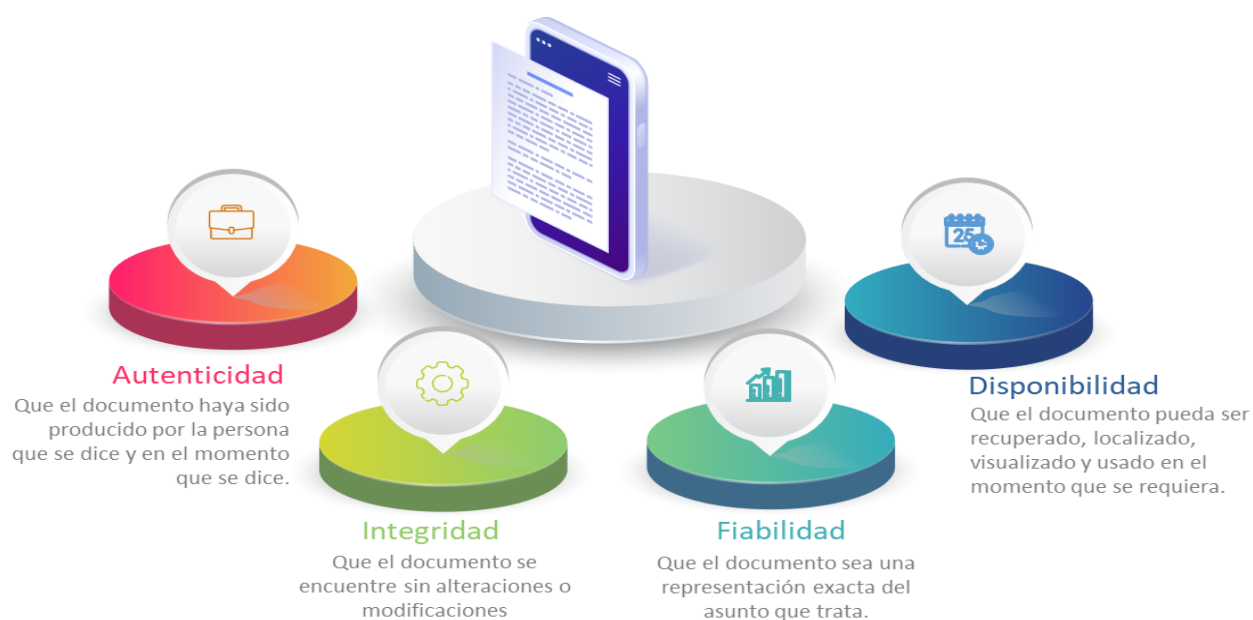 25
Autenticidad
Que el documento haya sido
producido por la persona
que se dice y en el momento
que se dice.
Integridad
Que el documento se
encuentre sin alteraciones o
modificaciones
Fiabilidad
Que el documento sea una
representación exacta del
asunto que trata.
Disponibilidad
Que el documento pueda ser
recuperado, localizado,
visualizado y usado en el
momento que se requiera.